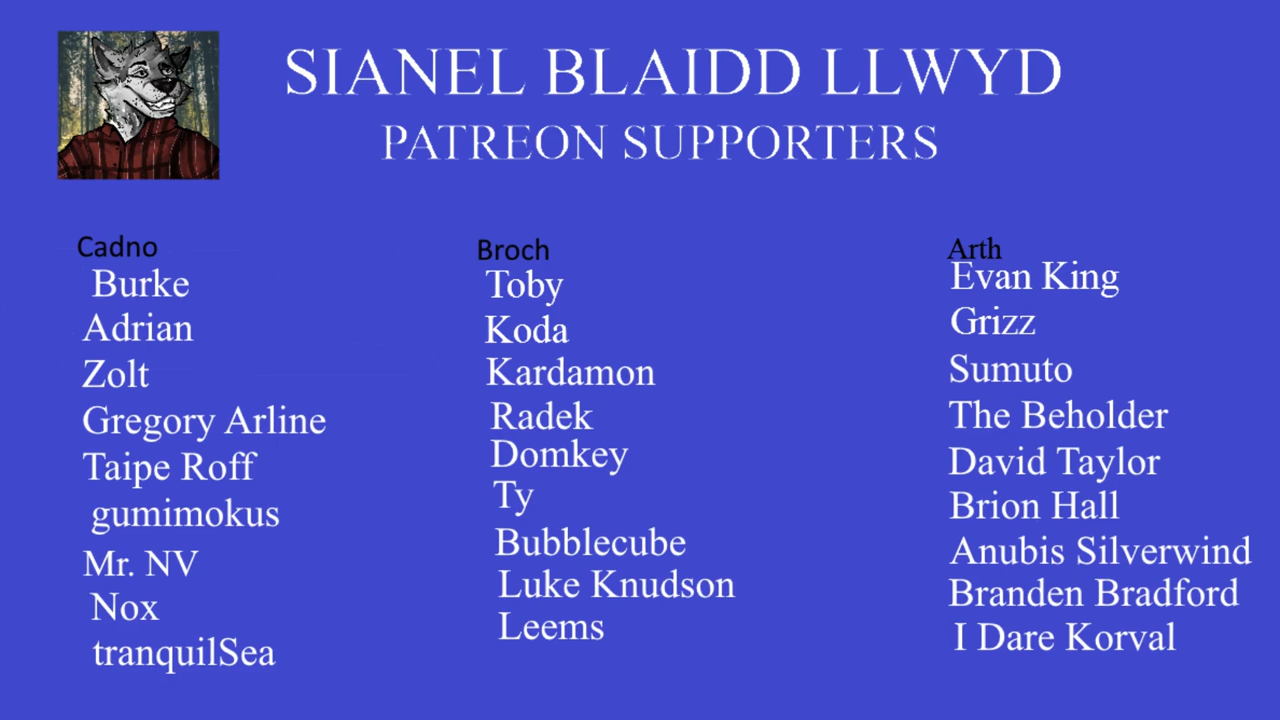 SIANEL BLAIDD LLWYD
PATREON SUPPORTERS
Cadno
Burke
Adrian
Zolt
Gregory Arline
Taipe Roff
gumimokus
Mr. NV
Nox
tranquilSea
Broch
Toby
Koda
Kardamon
Radek
Domkey
Ty
Bubblecube
Luke Knudson
Leems
Arth
Evan King
Grizz
Sumuto
The Beholder
David Taylor
Brion Hall
Anubis Silverwind
Branden Bradford
I Dare Korval